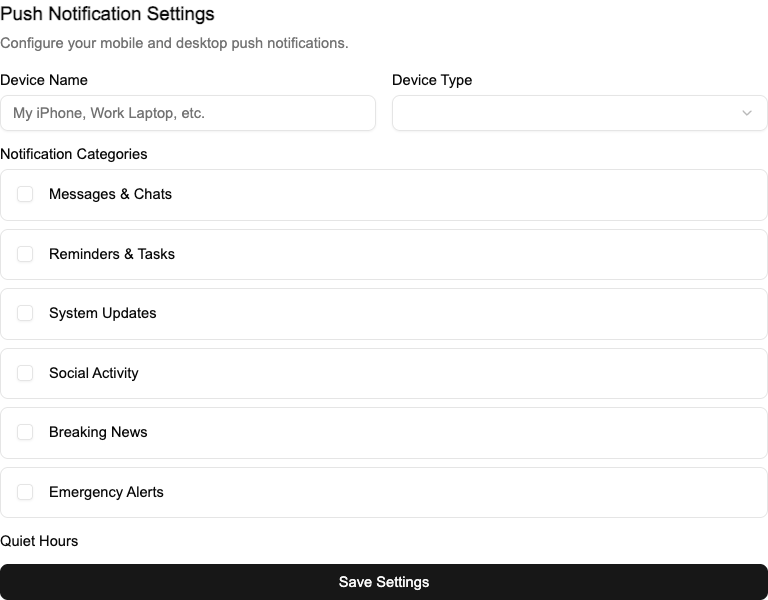 Push Notification Settings
Configure your mobile and desktop push notifications.
Device Name
Device Type
My iPhone, Work Laptop, etc.
Notification Categories
Messages & Chats
Reminders & Tasks
System Updates
Social Activity
Breaking News
Emergency Alerts
Quiet Hours
Save Settings